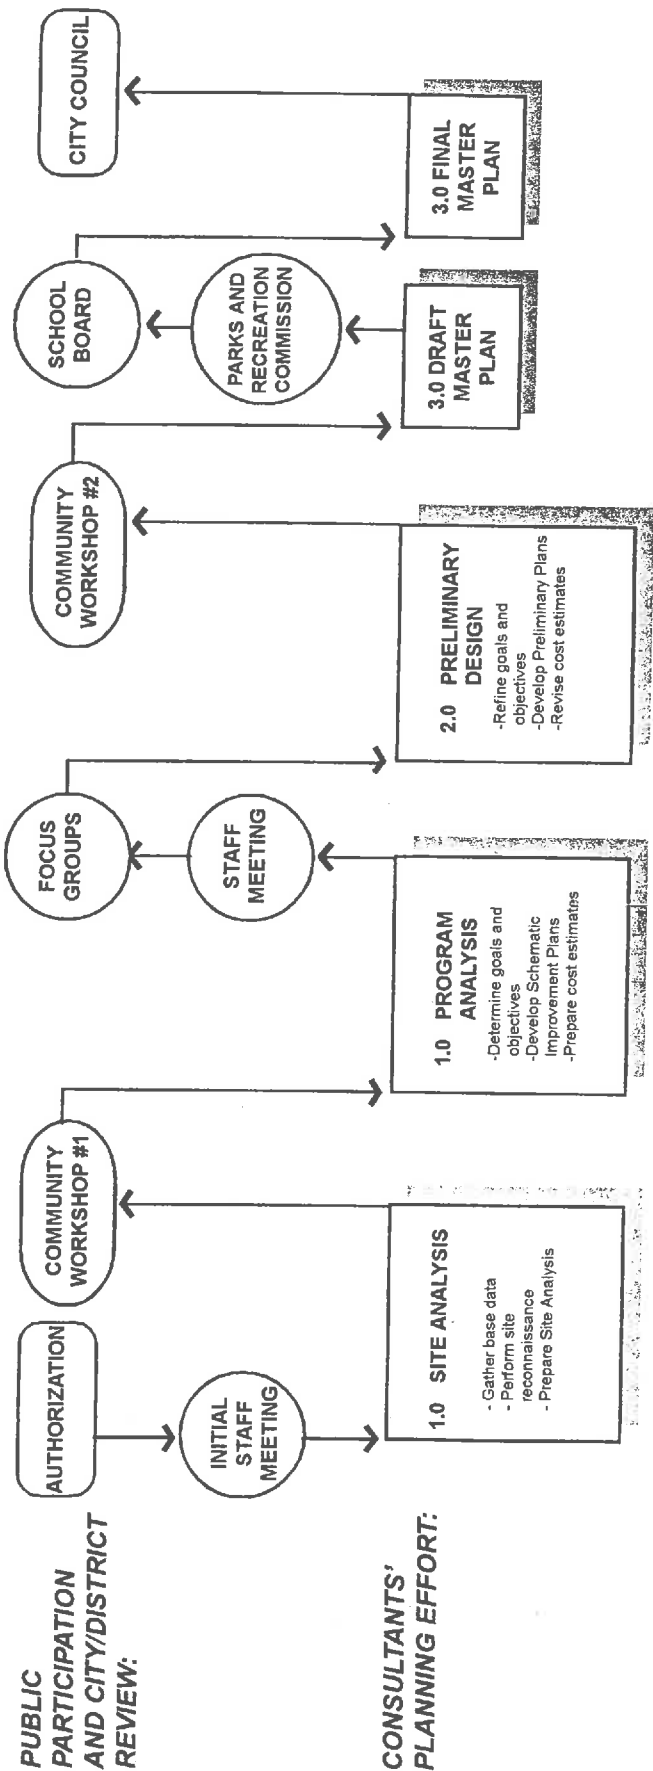 PUBLIC
PARTICIPATION
AND CITY/DISTRICT
REVIEW:
AUTHORIZATION
INITIAL
STAFF
MEETING
COMMUNITY
WORKSHOP #1
FOCUS
GROUPS
STAFF
MEETING
COMMUNITY
WORKSHOP #2
SCHOOL
BOARD
PARKS AND
RECREATION
COMMISSION
CITY COUNCIL
CONSULTANTS'
PLANNING EFFORT:
1.0 SITE ANALYSIS
- Gather base data
- Perform site
reconnaissance
- Prepare Site Analysis
1.0 PROGRAM
ANALYSIS
-Determine goals and
objectives
-Develop Schematic
Improvement Plans
-Prepare cost estimates
2.0 PRELIMINARY
DESIGN
-Refine goals and
objectives
-Develop Preliminary Plans
-Revise cost estimates
3.0 DRAFT
MASTER
PLAN
3.0 FINAL
MASTER
PLAN